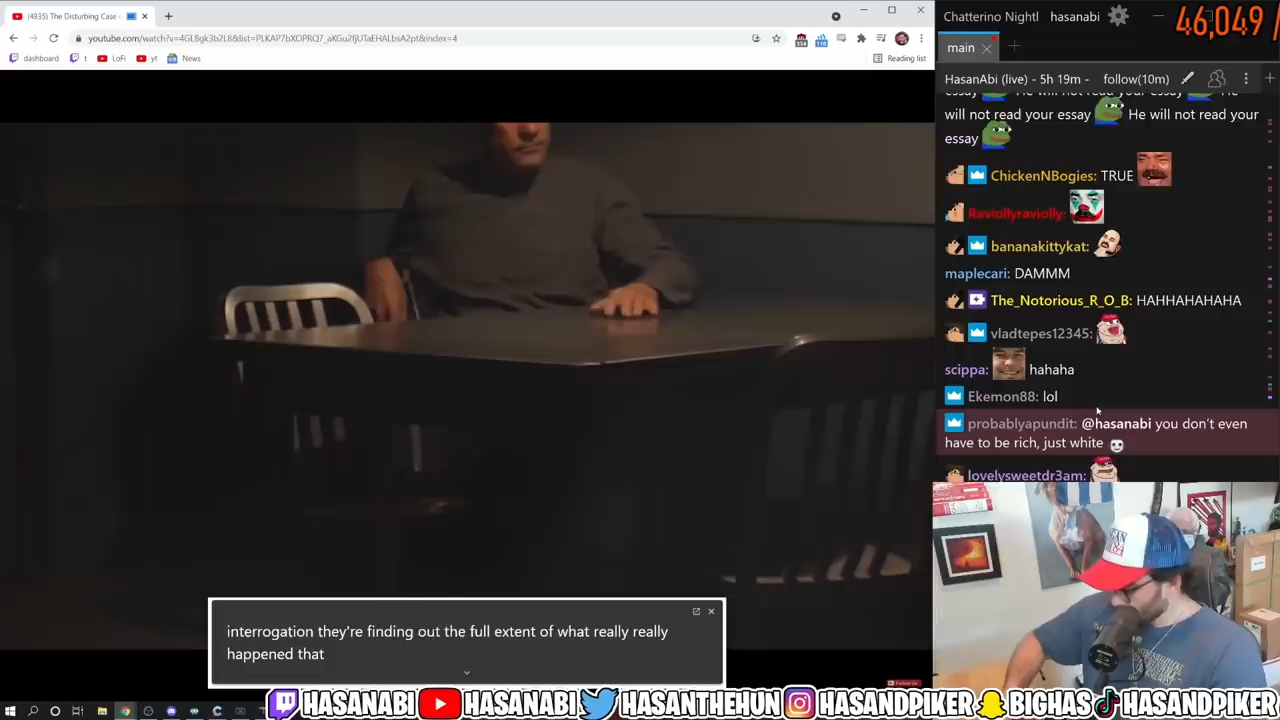 (4835) The Disturbing Case
youtube.com/watch?v=4GL8gk3b2L8&list=PLKAP7bXOPRQ7_aKGu2fjUTaEHALbsA2pt&index=4
dashboard
t
LoFi
yt
News
Reading list
Chatterino Nightl
hasanabi
46,049 /
main
HasanAbi (live) - 5h 19m -
follow(10m)
essay He will not read your essay He
will not read your essay He will not read your
essay
ChickenNBogies: TRUE
Raviollyraviolly:
bananakittykat:
maplecari: DAMMM
The_Notorious_R_O_B: HAHHAHAHAHA
vladtepes12345:
scippa: hahaha
Ekemon88: lol
probablyapundit: @hasanabi you don't even
have to be rich, just white
lovelysweetdr3am:
interrogation they're finding out the full extent of what really really
happened that
HASANABI HASANABI HASANTHEHUN HASANDPIKER BIGHAS HASANDPIKER